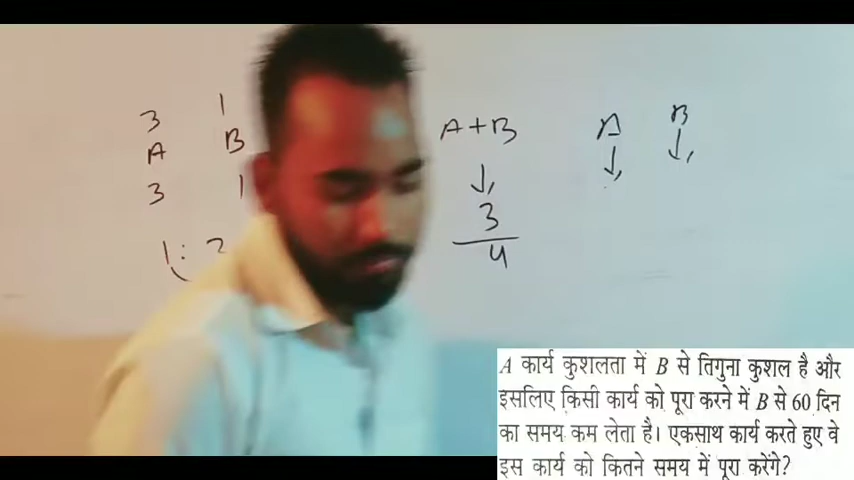 3 1
A B A+B A B
3 1 ↓ ↓ ↓
3
1: 4
A कार्य कुशलता में B से तिगुना कुशल है और
इसलिए किसी कार्य को पूरा करने में B से 60 दिन
का समय कम लेता है। एकसाथ कार्य करते हुए वे
इस कार्य को कितने समय में पूरा करेंगे?